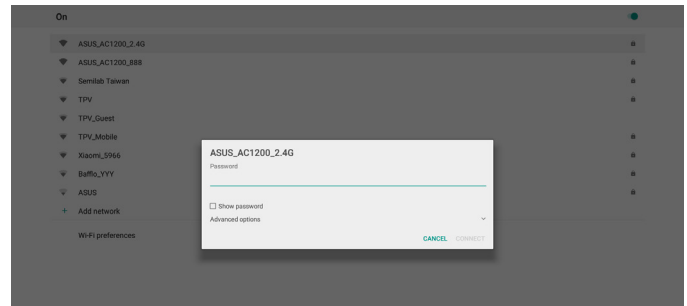 On
ASUS_AC1200_2.4G
ASUS_AC1200_888
Semilab Taiwan
TPV
TPV_Guest
TPV_Mobile
Xiaomi_5966
Bafflo_YYY
ASUS
+ Add network
Wi-Fi preferences
ASUS_AC1200_2.4G
Password
Show password
Advanced options
CANCEL CONNECT